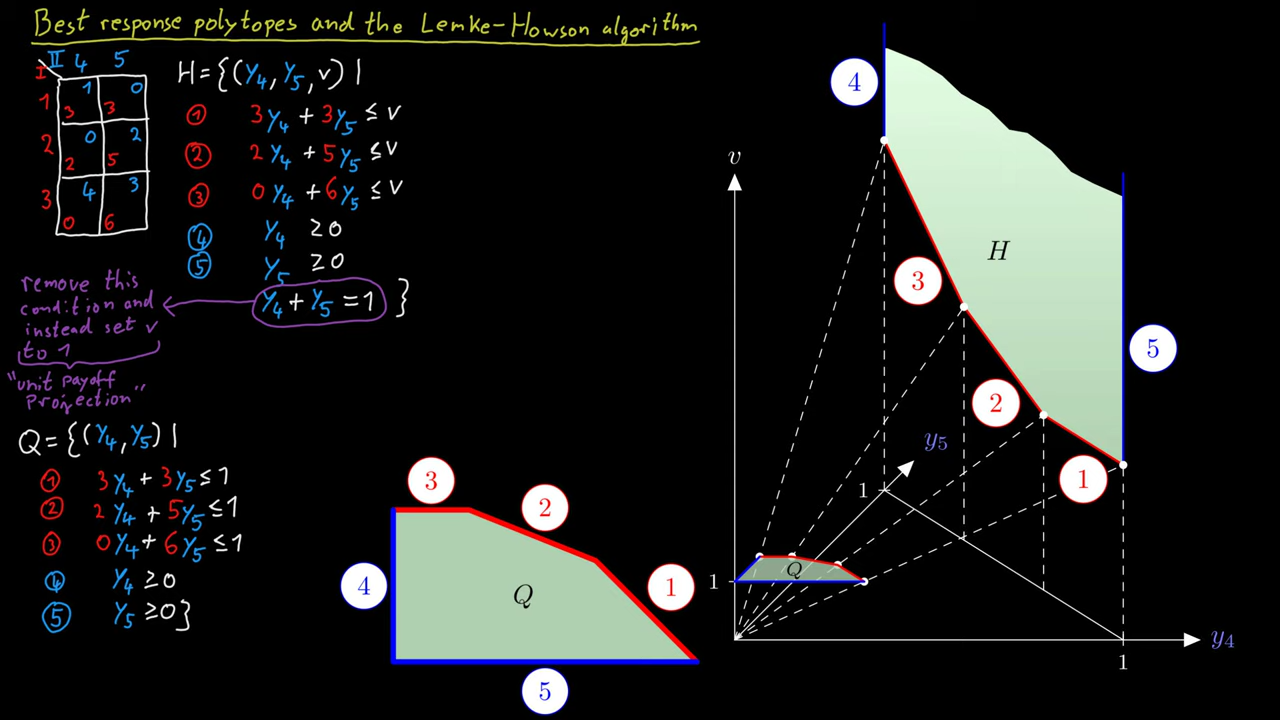 Best response polytopes and the Lemke-Howson algorithm
II 4 5
I
1 1 0
3 3
2 0 2
2 5
3 4 3
0 6
H = {(y₄, y₅, v) |
① 3y₄ + 3y₅ ≤ v
② 2y₄ + 5y₅ ≤ v
③ 0y₄ + 6y₅ ≤ v
④ y₄ ≥ 0
⑤ y₅ ≥ 0
y₄ + y₅ = 1 }
remove this
condition and
instead set v
to 1
"unit payoff
projection"
Q = {(y₄, y₅) |
① 3y₄ + 3y₅ ≤ 1
② 2y₄ + 5y₅ ≤ 1
③ 0y₄ + 6y₅ ≤ 1
④ y₄ ≥ 0
⑤ y₅ ≥ 0}
3
2
4
Q
1
5
4
v
H
3
5
2
y₅
1
1
1
Q
y₄
1